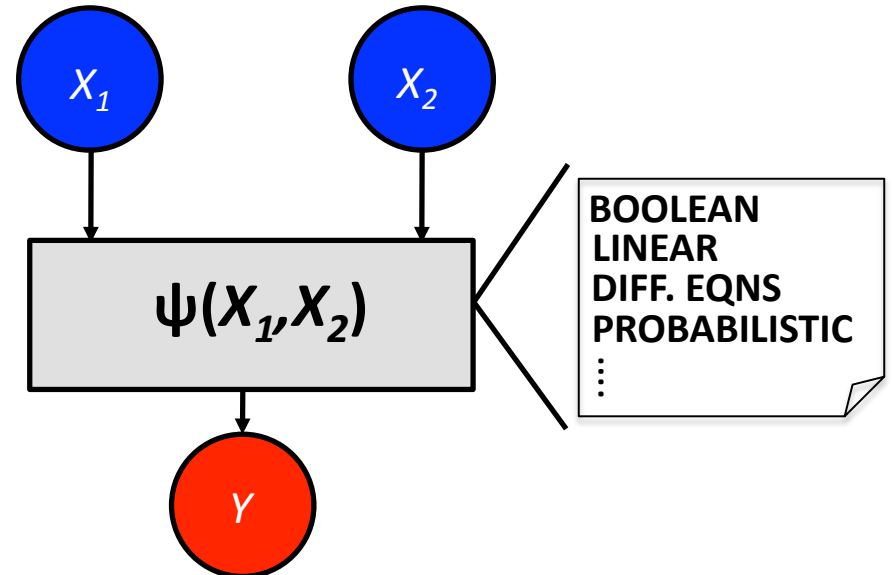 X₁
X₂
ψ(X₁,X₂)
BOOLEAN
LINEAR
DIFF. EQNS
PROBABILISTIC
⋮
Y